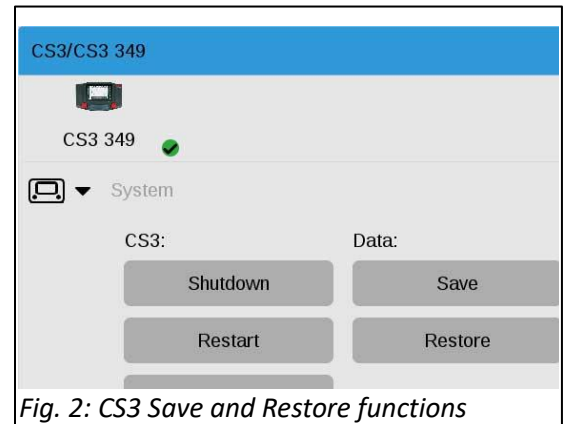 CS3/CS3 349
CS3 349
System
CS3: Data:
Shutdown Save
Restart Restore
Fig. 2: CS3 Save and Restore functions